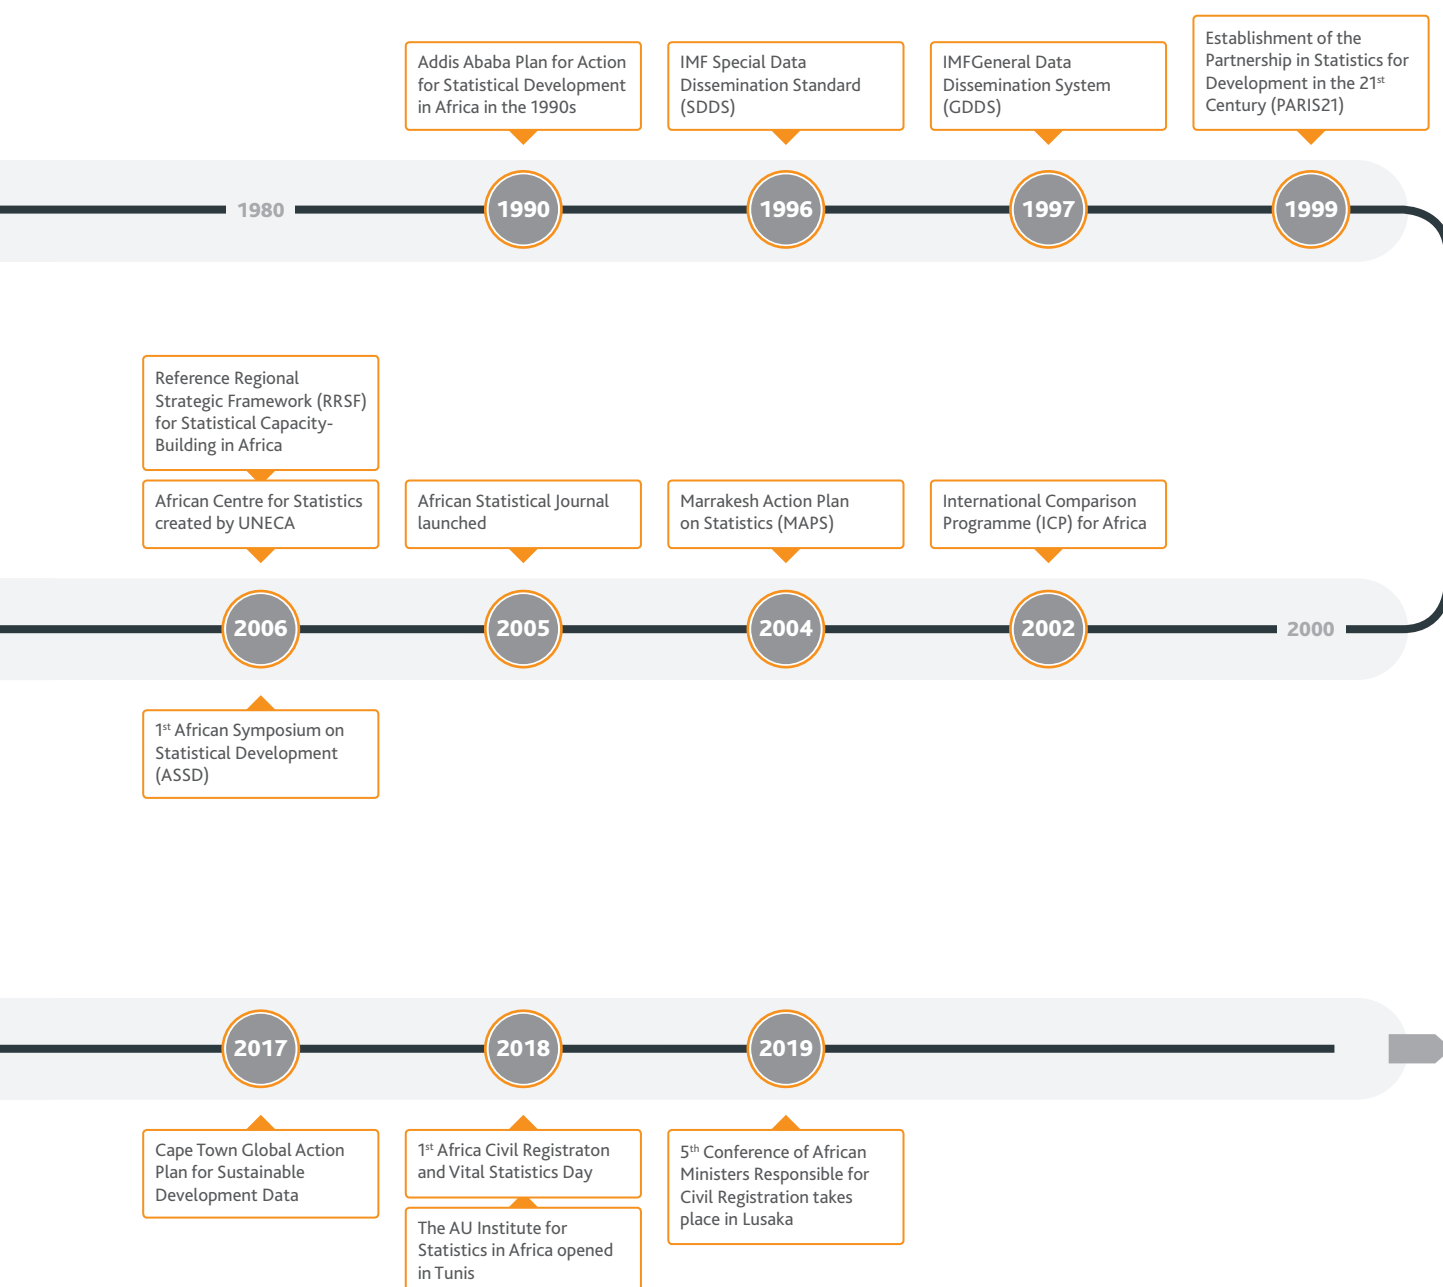 Addis Ababa Plan for Action
for Statistical Development
in Africa in the 1990s
IMF Special Data
Dissemination Standard
(SDDS)
IMFGeneral Data
Dissemination System
(GDDS)
Establishment of the
Partnership in Statistics for
Development in the 21st
Century (PARIS21)
1980
1990
1996
1997
1999
Reference Regional
Strategic Framework (RRSF)
for Statistical Capacity-
Building in Africa
African Centre for Statistics
created by UNECA
African Statistical Journal
launched
Marrakesh Action Plan
on Statistics (MAPS)
International Comparison
Programme (ICP) for Africa
2006
2005
2004
2002
2000
1st African Symposium on
Statistical Development
(ASSD)
2017
2018
2019
Cape Town Global Action
Plan for Sustainable
Development Data
1st Africa Civil Registraton
and Vital Statistics Day
The AU Institute for
Statistics in Africa opened
in Tunis
5th Conference of African
Ministers Responsible for
Civil Registration takes
place in Lusaka